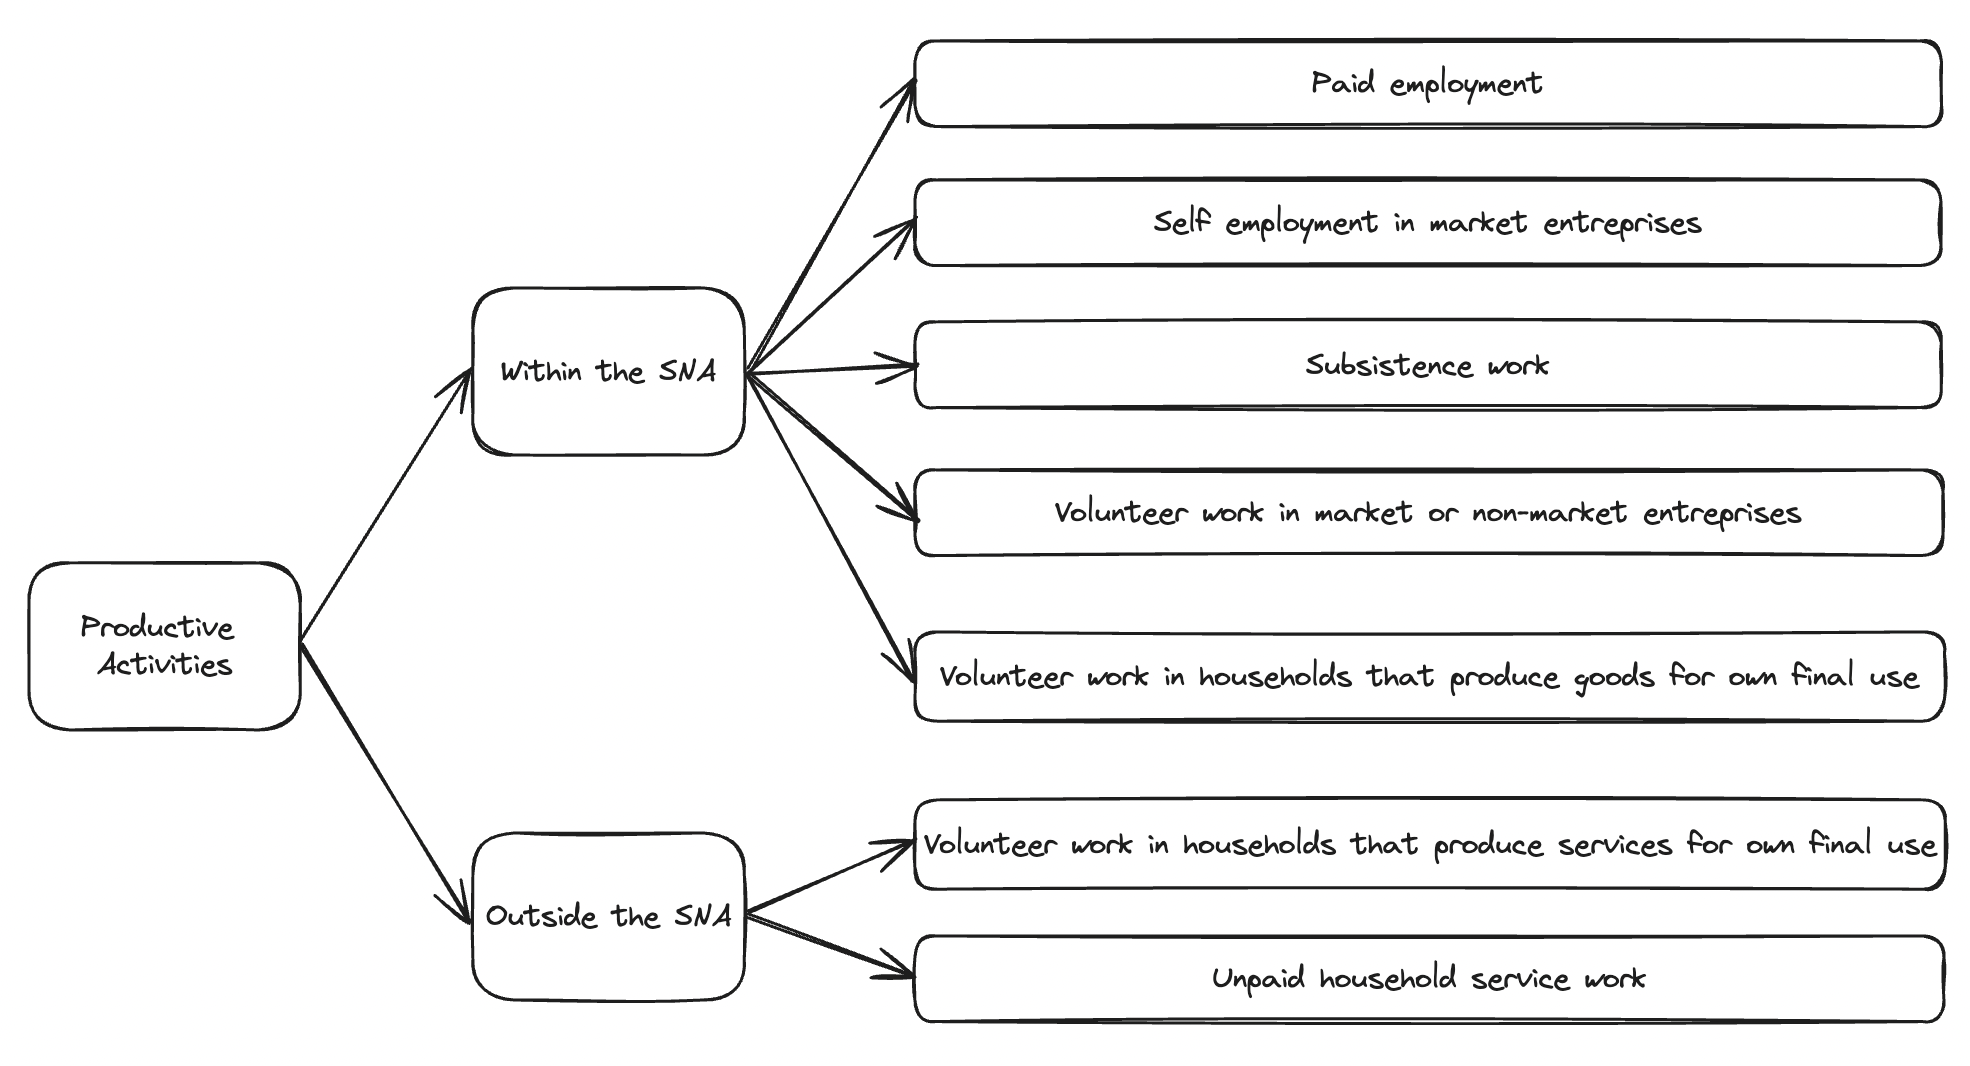 Paid employment
Self employment in market entreprises
Within the SNA
Subsistence work
Volunteer work in market or non-market entreprises
Productive
Activities
Volunteer work in households that produce goods for own final use
Volunteer work in households that produce services for own final use
Outside the SNA
Unpaid household service work